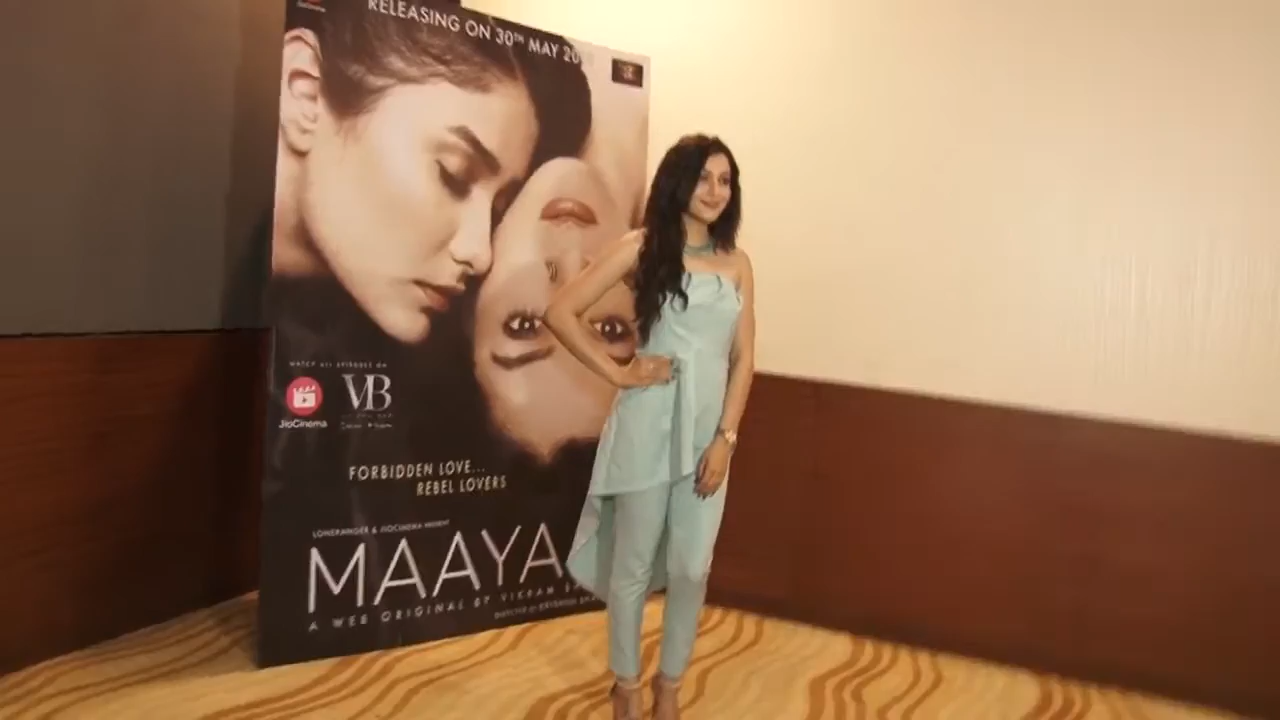 RELEASING ON 30TH MAY 20
WATCH ALL EPISODES ON
JioCinema
VB
FORBIDDEN LOVE...
REBEL LOVERS
LONERANGER & JIOCINEMA PRESENT
MAAYA
A WEB ORIGINAL BY VIKRAM